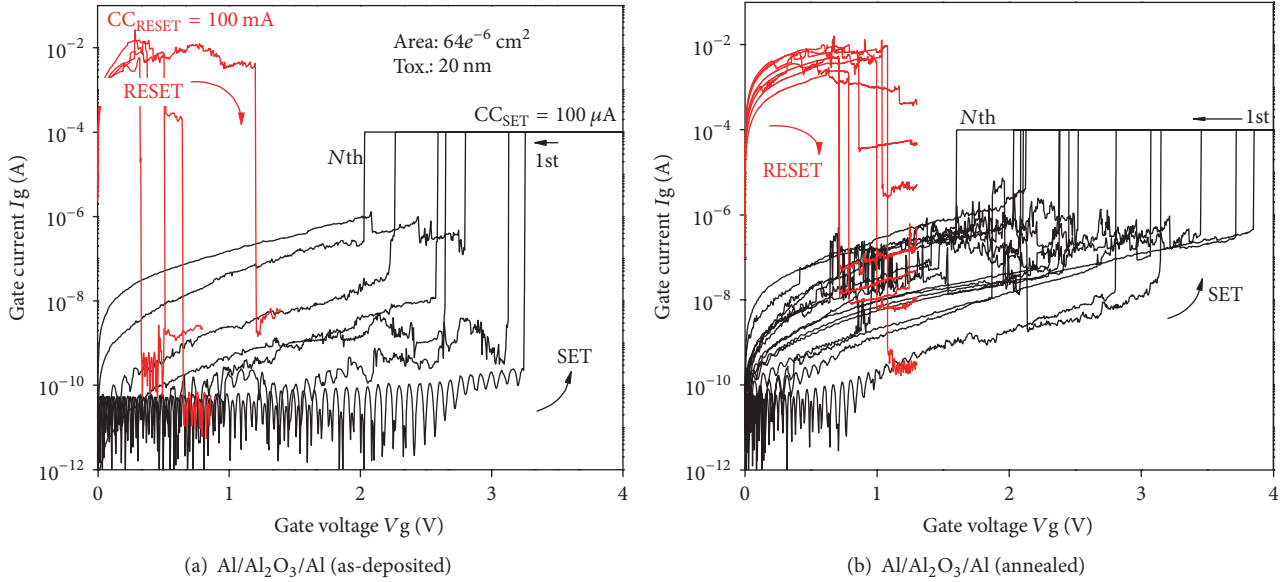 CC_RESET = 100 mA
Area: 64e^−6 cm^2
Tox.: 20 nm
RESET
CC_SET = 100 μA
Nth
1st
SET
Gate current Ig (A)
10^−2
10^−4
10^−6
10^−8
10^−10
10^−12
0 1 2 3 4
Gate voltage Vg (V)
(a) Al/Al_2O_3/Al (as-deposited)
Nth
1st
RESET
SET
Gate current Ig (A)
10^−2
10^−4
10^−6
10^−8
10^−10
10^−12
0 1 2 3 4
Gate voltage Vg (V)
(b) Al/Al_2O_3/Al (annealed)